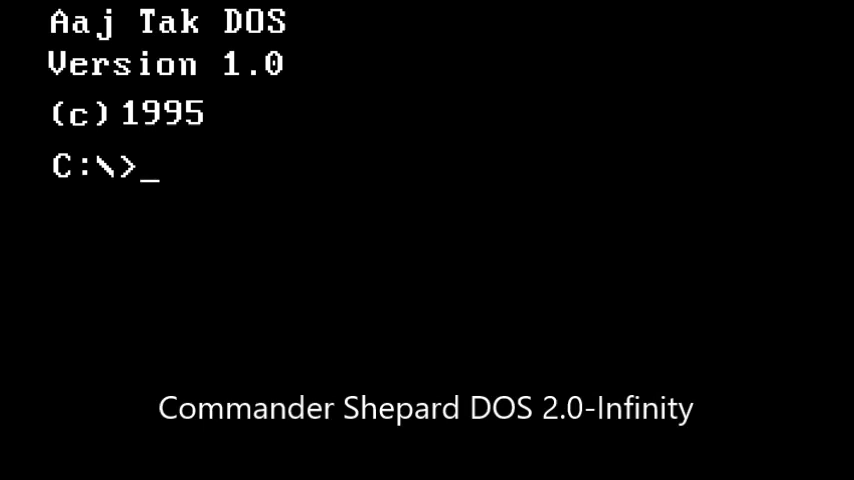 Aaj Tak DOS
Version 1.0
(c) 1995
C:\>_
Commander Shepard DOS 2.0-Infinity